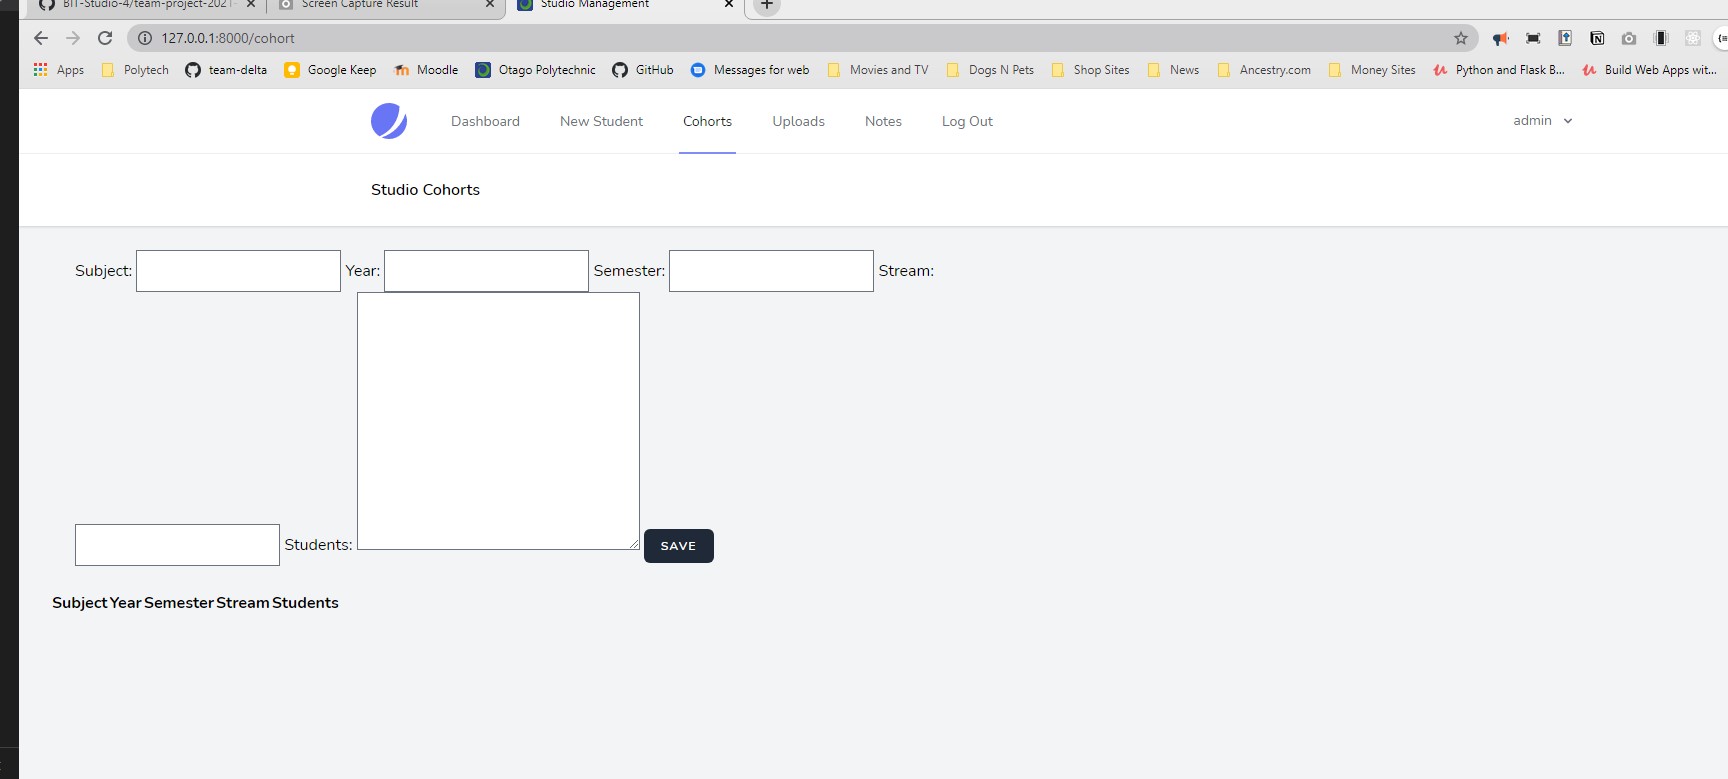 BIT-Studio-4/team-project-2021- Screen Capture Result Studio Management
127.0.0.1:8000/cohort
Apps Polytech team-delta Google Keep Moodle Otago Polytechnic GitHub Messages for web Movies and TV Dogs N Pets Shop Sites News Ancestry.com Money Sites Python and Flask B... Build Web Apps wit...
Dashboard New Student Cohorts Uploads Notes Log Out admin
Studio Cohorts
Subject: Year: Semester: Stream:
Students: SAVE
Subject Year Semester Stream Students